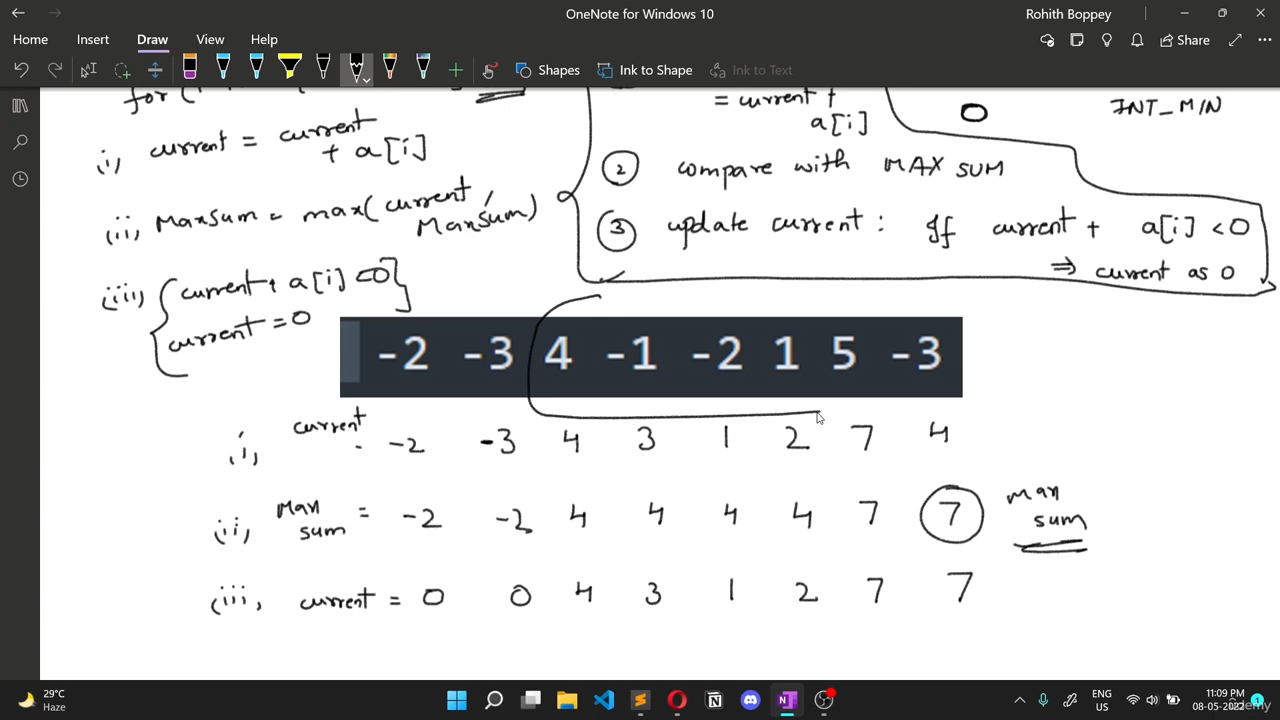 OneNote for Windows 10
Rohith Boppey
Home Insert Draw View Help
Share
Shapes
Ink to Shape
Ink to Text
for(
(i), current = current
+ a[i]
(ii), MaxSum = max(current,
MaxSum)
(iii) {current + a[i] <0}
current = 0
= current +
a[i]
0
INT_MIN
② compare with MAX SUM
③ update current : If current + a[i] < 0
⇒ current as 0
-2 -3 4 -1 -2 1 5 -3
(i), current = -2 -3 4 3 1 2 7 4
(ii), Max sum = -2 -2 4 4 4 4 7 7 max sum
(iii, current = 0 0 4 3 1 2 7 7
29°C
Haze
ENG
US
11:09 PM
08-05-2022
1